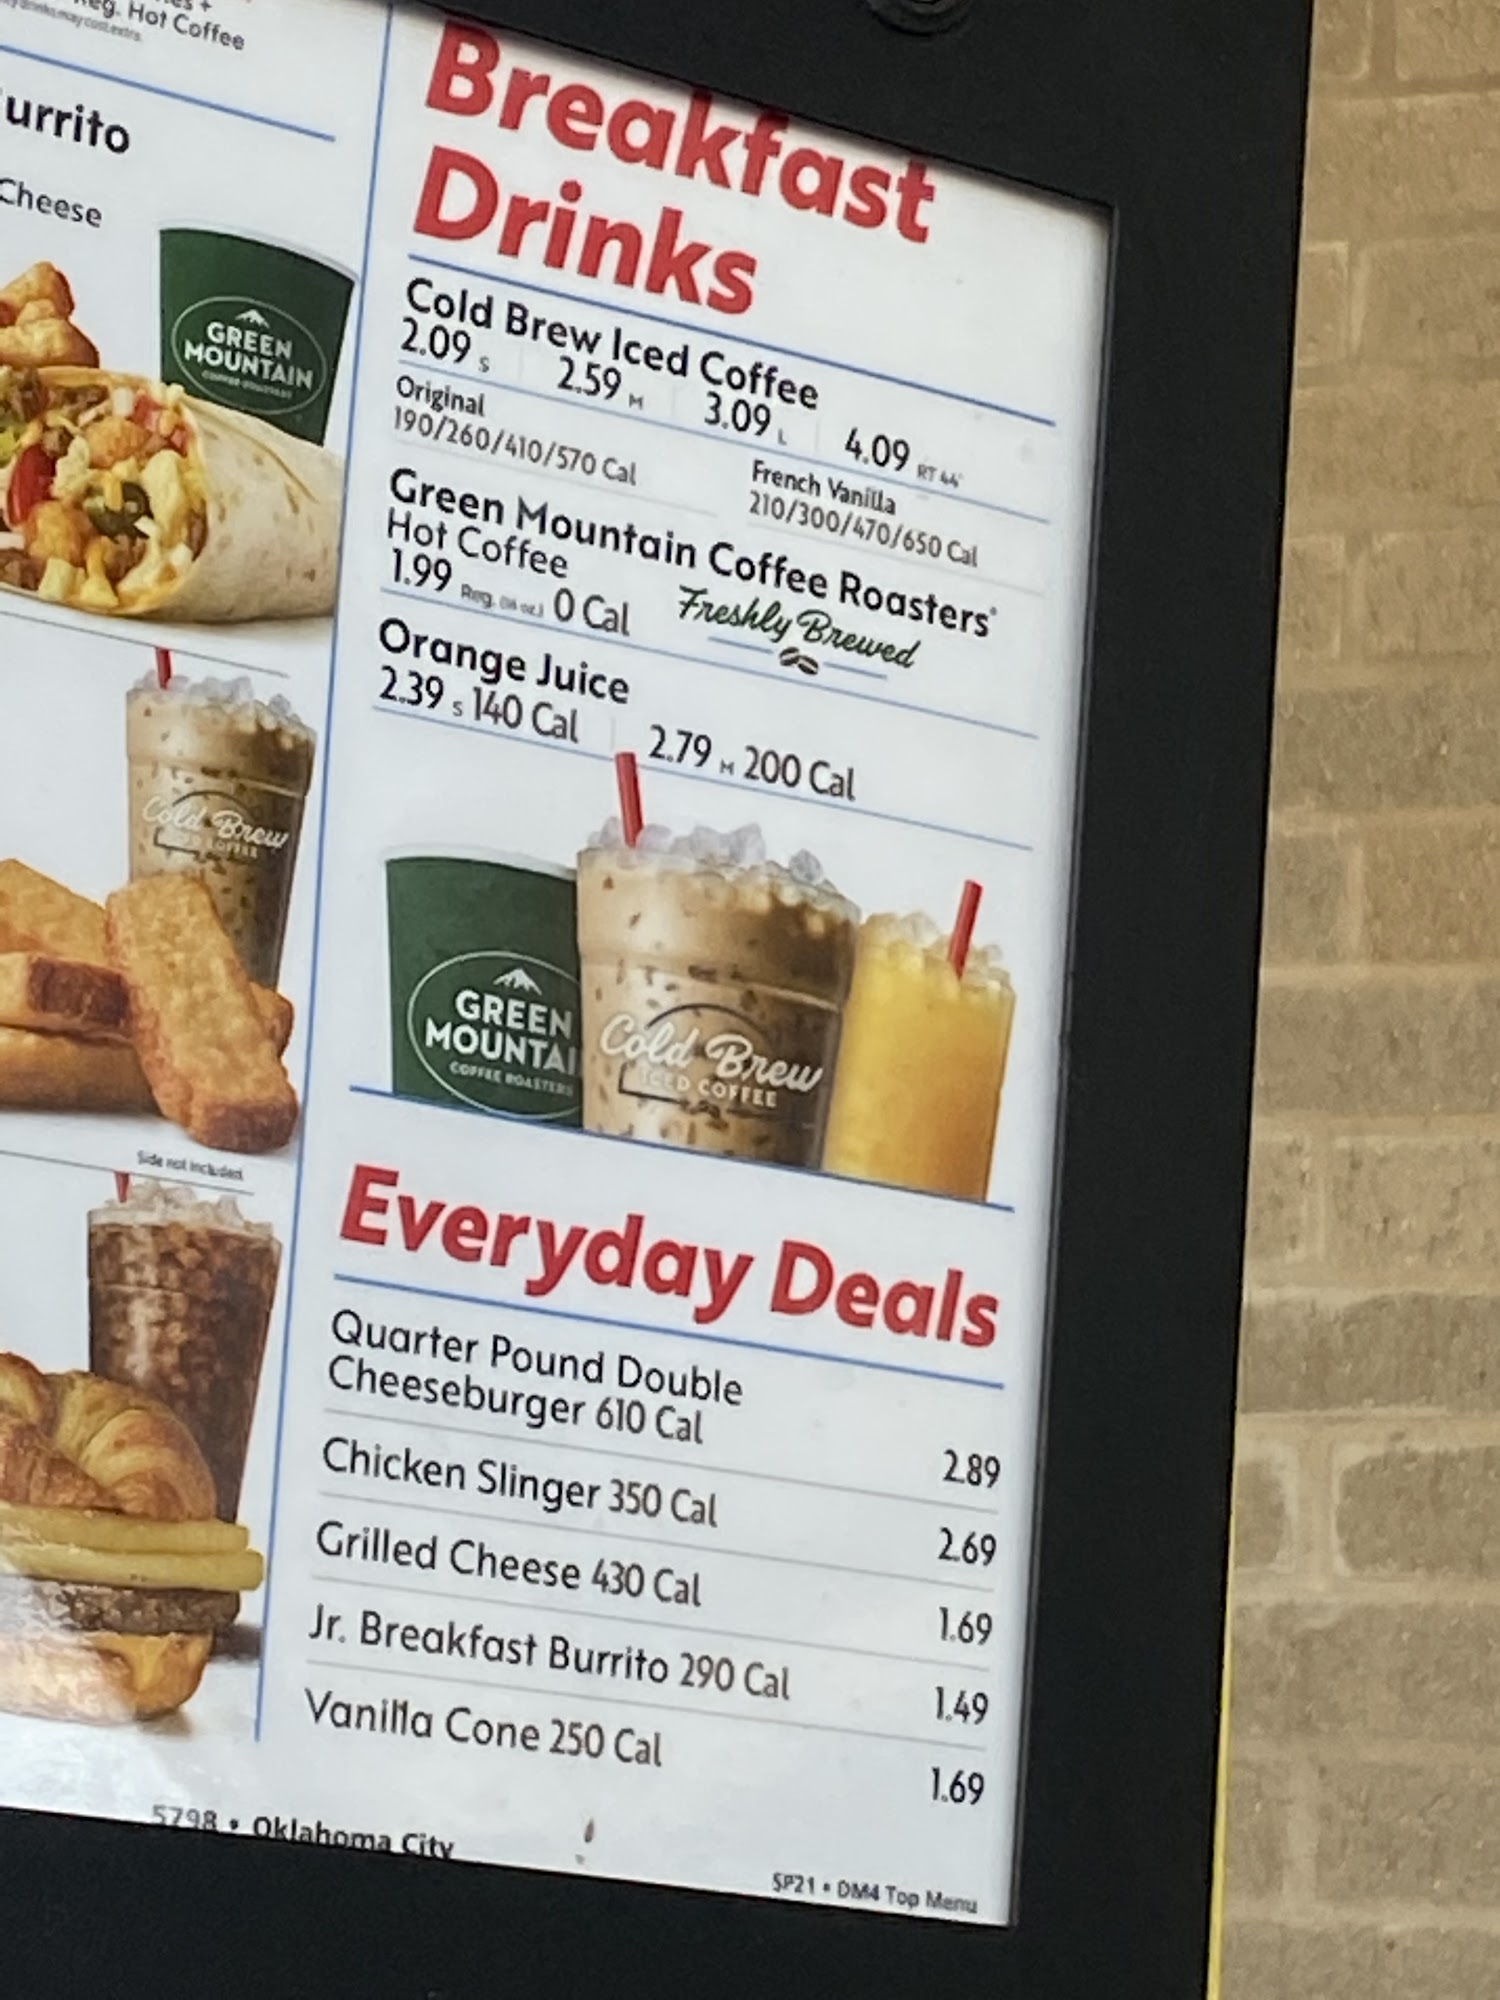 Reg. Hot Coffee
urrito
Cheese
GREEN
MOUNTAIN
Cold Brew
Side not included.
Breakfast
Drinks
Cold Brew Iced Coffee
2.09 S 2.59 M 3.09 L 4.09 RT 44
Original
190/260/410/570 Cal
French Vanilla
210/300/470/650 Cal
Green Mountain Coffee Roasters®
Hot Coffee
1.99 Reg. (16 oz.) 0 Cal
Freshly Brewed
Orange Juice
2.39 S 140 Cal 2.79 M 200 Cal
GREEN
MOUNTAI
COFFEE ROASTERS
Cold Brew
ICED COFFEE
Everyday Deals
Quarter Pound Double
Cheeseburger 610 Cal 2.89
Chicken Slinger 350 Cal 2.69
Grilled Cheese 430 Cal 1.69
Jr. Breakfast Burrito 290 Cal 1.49
Vanilla Cone 250 Cal 1.69
5798 • Oklahoma City
SP21 • DM4 Top Menu